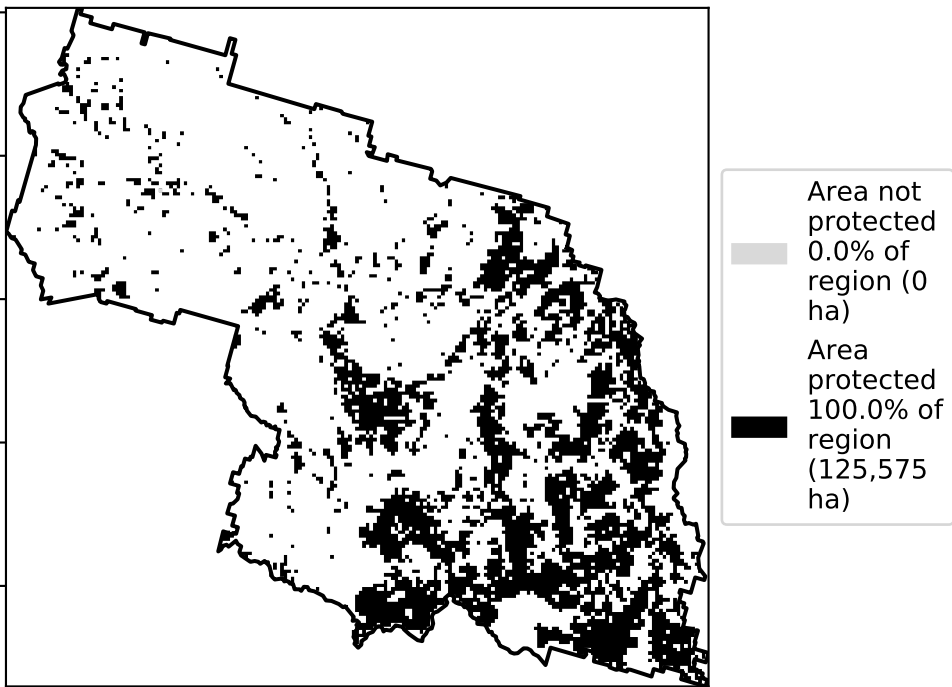 Area not
protected
0.0% of
region (0
ha)
Area
protected
100.0% of
region
(125,575
ha)